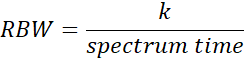 RBW = k / spectrum time